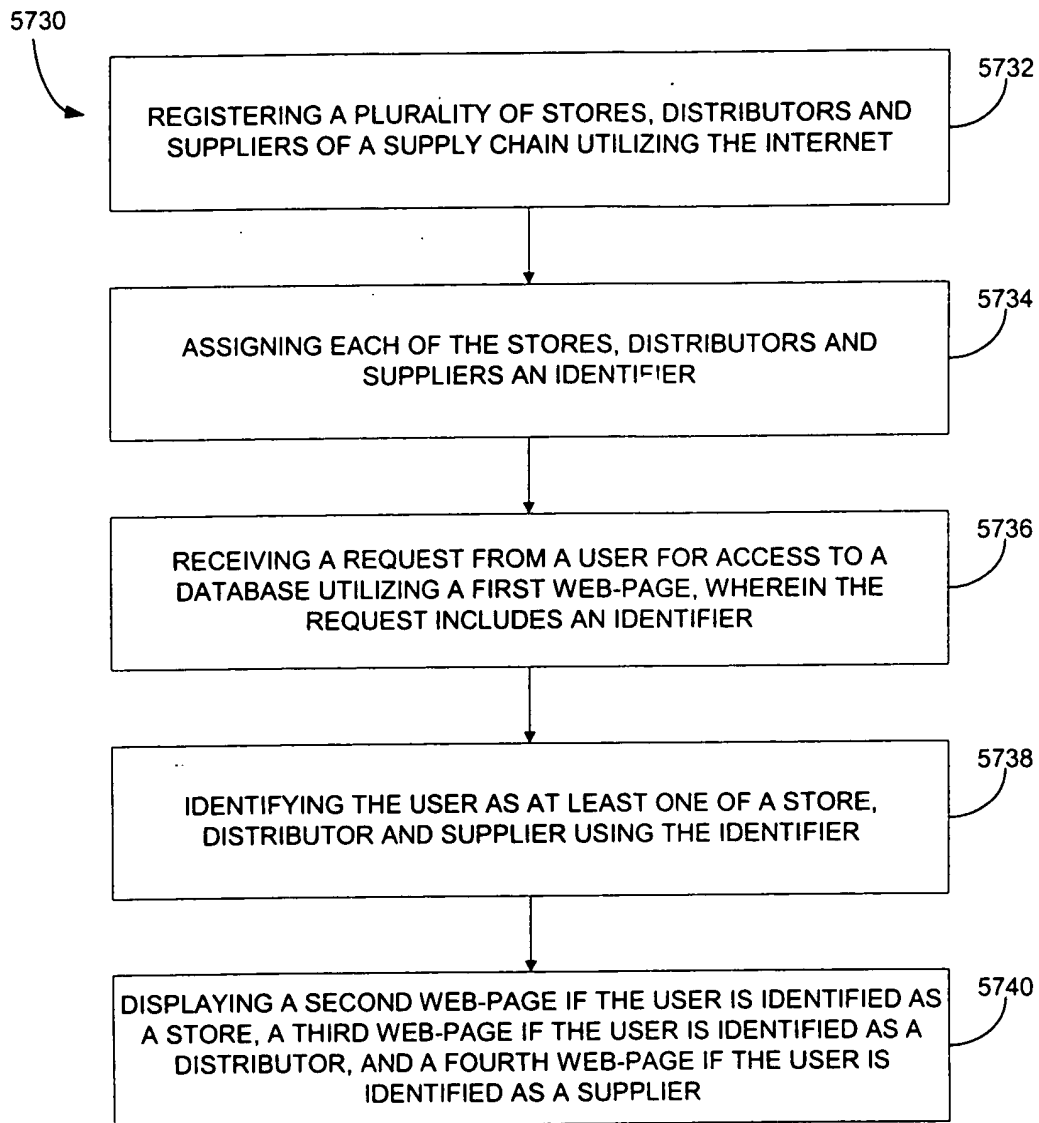 5730
5732
REGISTERING A PLURALITY OF STORES, DISTRIBUTORS AND
SUPPLIERS OF A SUPPLY CHAIN UTILIZING THE INTERNET
5734
ASSIGNING EACH OF THE STORES, DISTRIBUTORS AND
SUPPLIERS AN IDENTIFIER
5736
RECEIVING A REQUEST FROM A USER FOR ACCESS TO A
DATABASE UTILIZING A FIRST WEB-PAGE, WHEREIN THE
REQUEST INCLUDES AN IDENTIFIER
5738
IDENTIFYING THE USER AS AT LEAST ONE OF A STORE,
DISTRIBUTOR AND SUPPLIER USING THE IDENTIFIER
5740
DISPLAYING A SECOND WEB-PAGE IF THE USER IS IDENTIFIED AS
A STORE, A THIRD WEB-PAGE IF THE USER IS IDENTIFIED AS A
DISTRIBUTOR, AND A FOURTH WEB-PAGE IF THE USER IS
IDENTIFIED AS A SUPPLIER